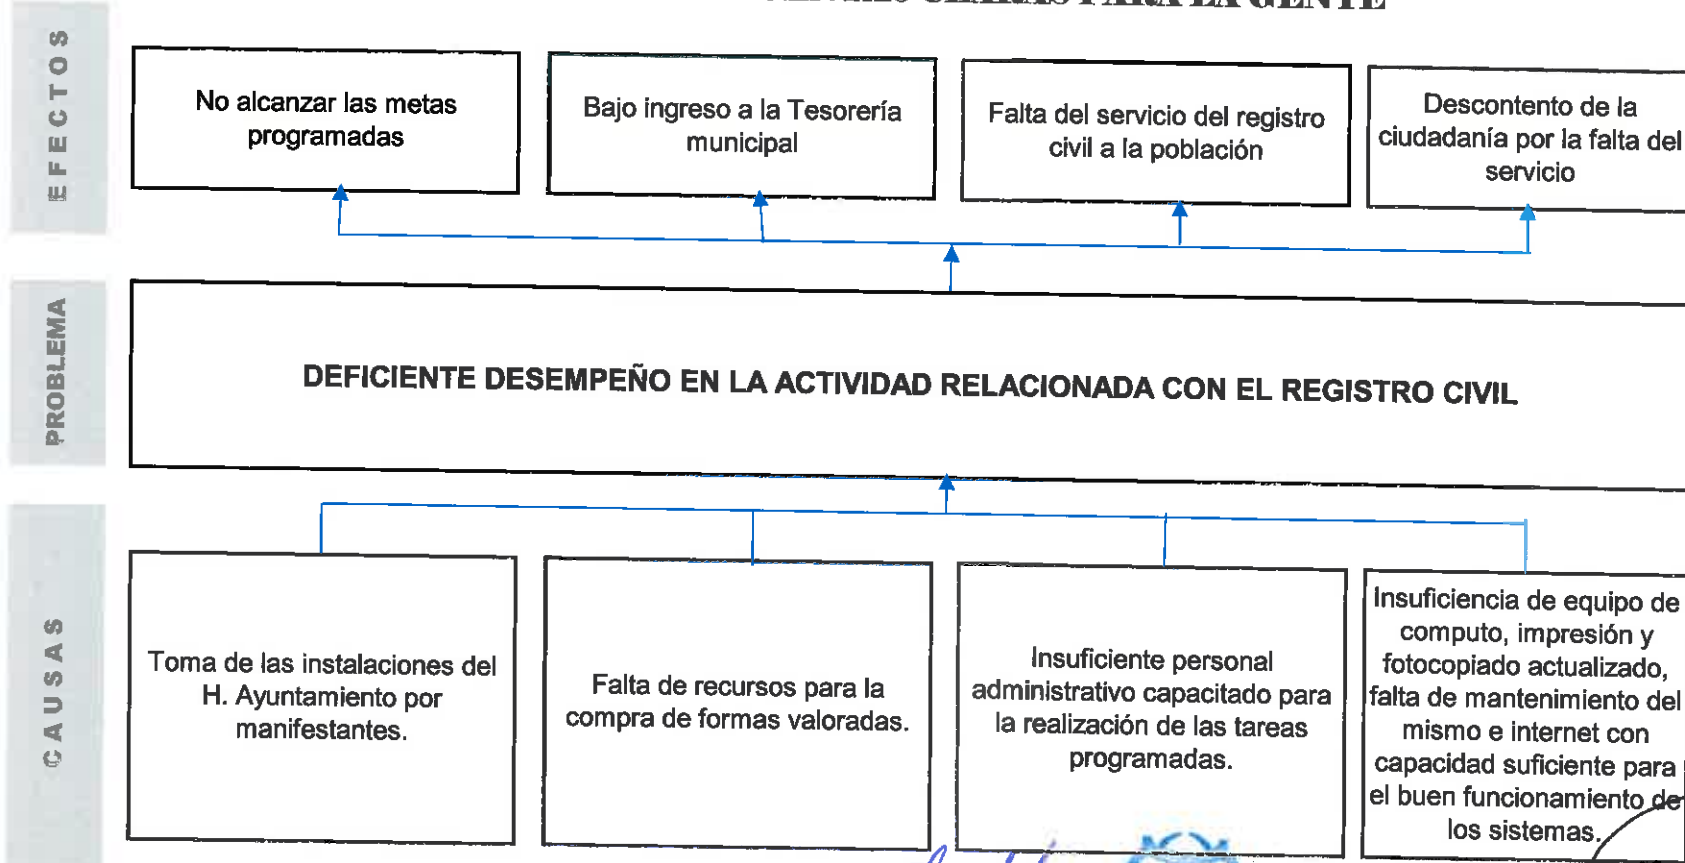 CLARAS PARA LA GENTE
EFECTOS
No alcanzar las metas
programadas
Bajo ingreso a la Tesorería
municipal
Falta del servicio del registro
civil a la población
Descontento de la
ciudadanía por la falta del
servicio
PROBLEMA
DEFICIENTE DESEMPEÑO EN LA ACTIVIDAD RELACIONADA CON EL REGISTRO CIVIL
CAUSAS
Toma de las instalaciones del
H. Ayuntamiento por
manifestantes.
Falta de recursos para la
compra de formas valoradas.
Insuficiente personal
administrativo capacitado para
la realización de las tareas
programadas.
Insuficiencia de equipo de
computo, impresión y
fotocopiado actualizado,
falta de mantenimiento del
mismo e internet con
capacidad suficiente para
el buen funcionamiento de
los sistemas.